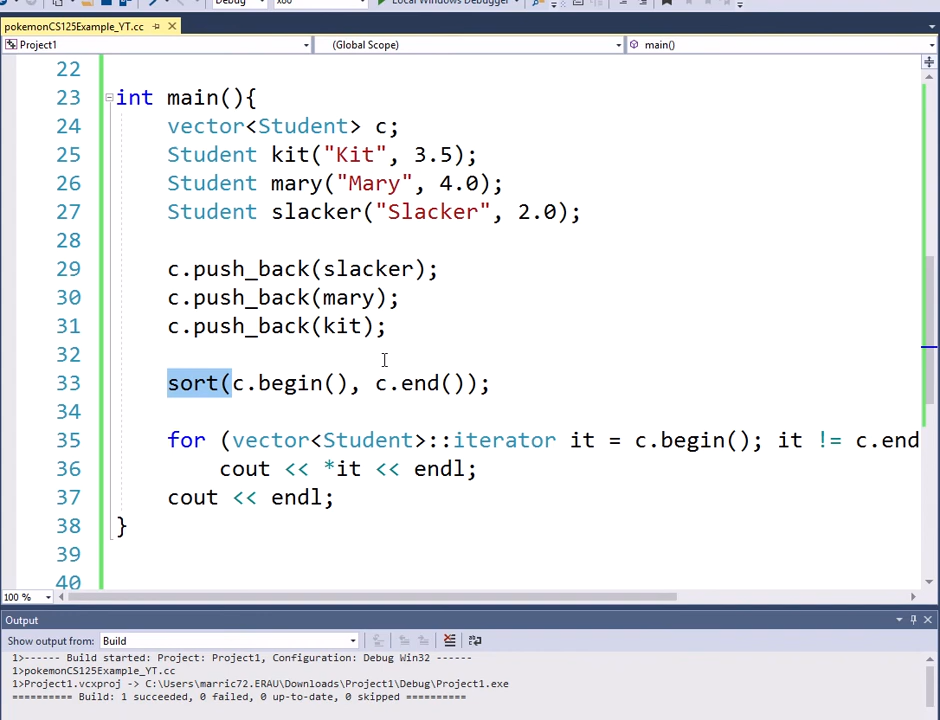 Debug x86 Local Windows Debugger
pokemonCS125Example_YT.cc
Project1 (Global Scope) main()
22
23 int main(){
24 vector<Student> c;
25 Student kit("Kit", 3.5);
26 Student mary("Mary", 4.0);
27 Student slacker("Slacker", 2.0);
28
29 c.push_back(slacker);
30 c.push_back(mary);
31 c.push_back(kit);
32
33 sort(c.begin(), c.end());
34
35 for (vector<Student>::iterator it = c.begin(); it != c.end
36 cout << *it << endl;
37 cout << endl;
38 }
39
40
100 %
Output
Show output from: Build
1>------ Build started: Project: Project1, Configuration: Debug Win32 ------
1>pokemonCS125Example_YT.cc
1>Project1.vcxproj -> C:\Users\marric72.ERAU\Downloads\Project1\Debug\Project1.exe
========== Build: 1 succeeded, 0 failed, 0 up-to-date, 0 skipped ==========